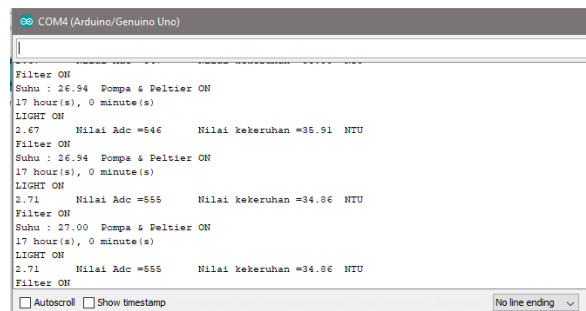 COM4 (Arduino/Genuino Uno)
Filter ON
Suhu : 26.94 Pompa & Peltier ON
17 hour(s), 0 minute(s)
LIGHT ON
2.67 Nilai Adc =546 Nilai kekeruhan =35.91 NTU
Filter ON
Suhu : 26.94 Pompa & Peltier ON
17 hour(s), 0 minute(s)
LIGHT ON
2.71 Nilai Adc =555 Nilai kekeruhan =34.86 NTU
Filter ON
Suhu : 27.00 Pompa & Peltier ON
17 hour(s), 0 minute(s)
LIGHT ON
2.71 Nilai Adc =555 Nilai kekeruhan =34.86 NTU
Filter ON
Autoscroll Show timestamp No line ending